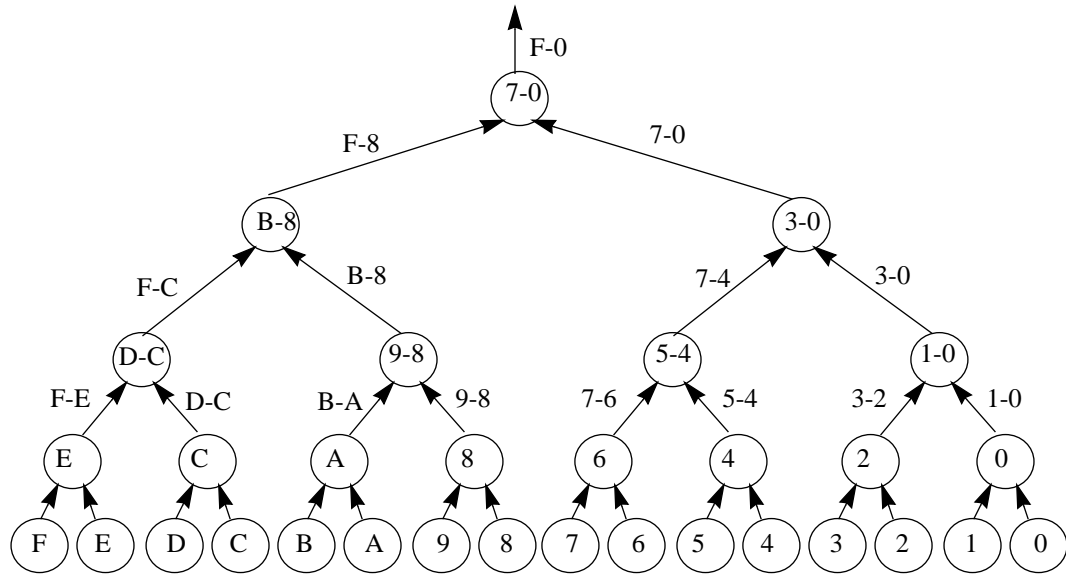 F-0
7-0
F-8 7-0
B-8 3-0
F-C B-8 7-4 3-0
D-C 9-8 5-4 1-0
F-E D-C B-A 9-8 7-6 5-4 3-2 1-0
E C A 8 6 4 2 0
F E D C B A 9 8 7 6 5 4 3 2 1 0